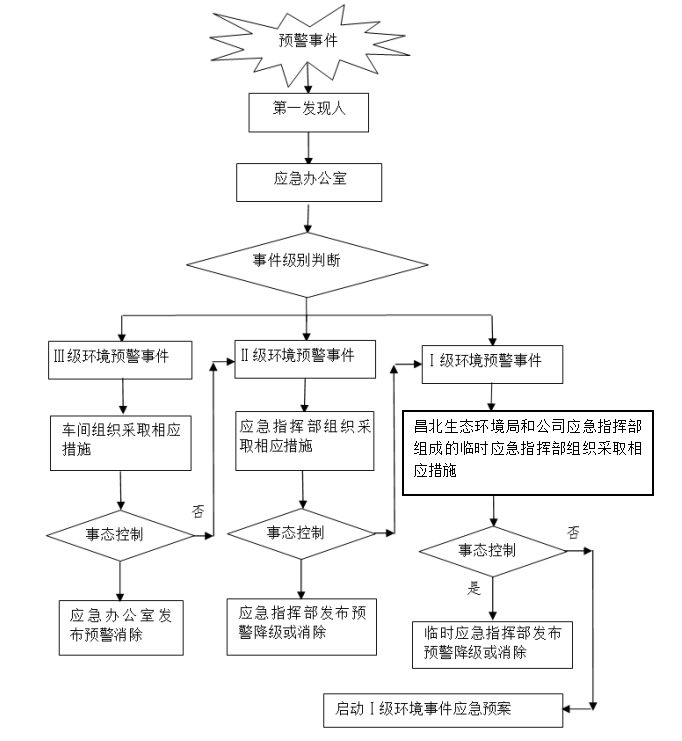 预警事件
第一发现人
应急办公室
事件级别判断
Ⅲ级环境预警事件
Ⅱ级环境预警事件
Ⅰ级环境预警事件
车间组织采取相应
措施
应急指挥部组织采
取相应措施
昌北生态环境局和公司应急指挥部
组成的临时应急指挥部组织采取相
应措施
事态控制
否
事态控制
事态控制
否
是
应急办公室发
布预警消除
应急指挥部发布预
警降级或消除
临时应急指挥部发布
预警降级或消除
启动Ⅰ级环境事件应急预案